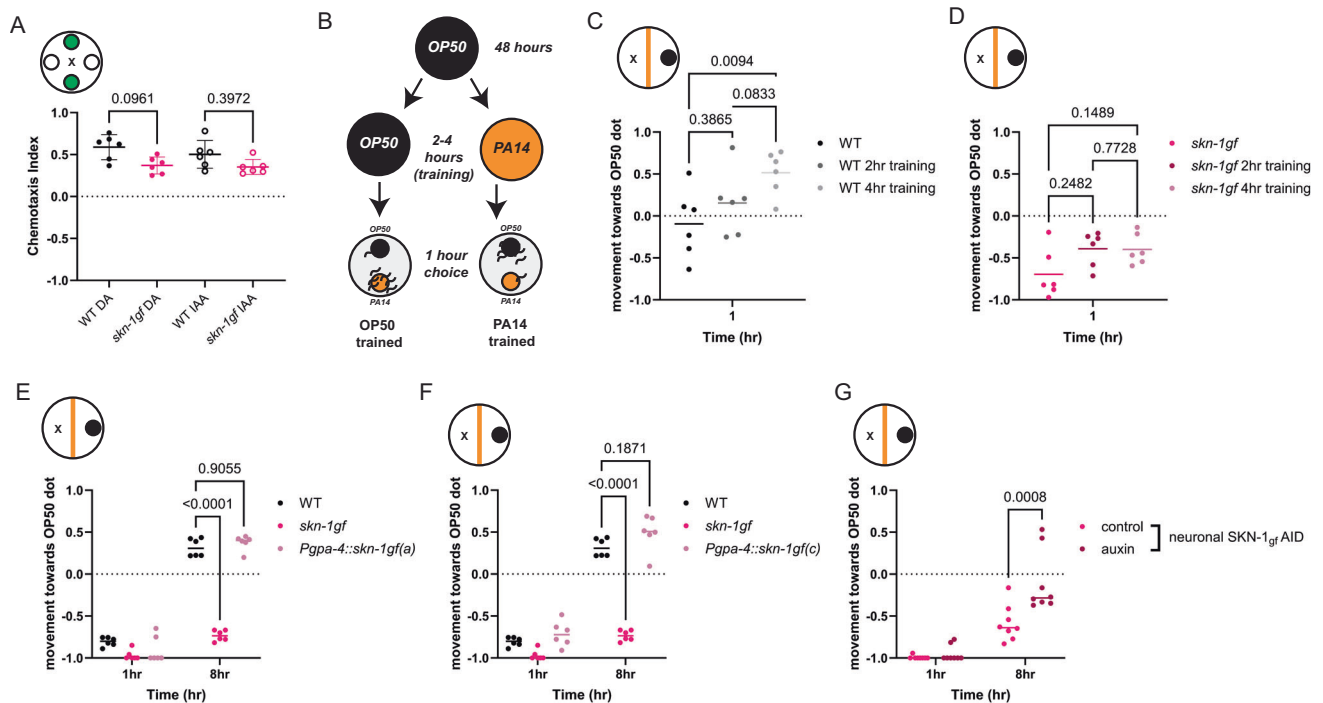 A
x
0.0961
0.3972
1.0
0.5
0.0
0.5
1.0
Chemotaxis Index
WT DA
skn-1gf DA
WT IAA
skn-1gf IAA
B
OP50
48 hours
OP50
2-4
hours
(training)
PA14
OP50
OP50
1 hour
choice
PA14
PA14
OP50
trained
PA14
trained
C
x
0.0094
0.0833
0.3865
1.0
0.5
0.0
-0.5
-1.0
movement towards OP50 dot
1
Time (hr)
WT
WT 2hr training
WT 4hr training
D
x
0.1489
0.7728
0.2482
1.0
0.5
0.0
-0.5
-1.0
movement towards OP50 dot
1
Time (hr)
skn-1gf
skn-1gf 2hr training
skn-1gf 4hr training
E
x
0.9055
<0.0001
1.0
0.5
0.0
-0.5
-1.0
movement towards OP50 dot
1hr
8hr
Time (hr)
WT
skn-1gf
Pgpa-4::skn-1gf(a)
F
x
0.1871
<0.0001
1.0
0.5
0.0
-0.5
-1.0
movement towards OP50 dot
1hr
8hr
Time (hr)
WT
skn-1gf
Pgpa-4::skn-1gf(c)
G
x
0.0008
1.0
0.5
0.0
-0.5
-1.0
movement towards OP50 dot
1hr
8hr
Time (hr)
control
auxin
neuronal SKN-1gf AID